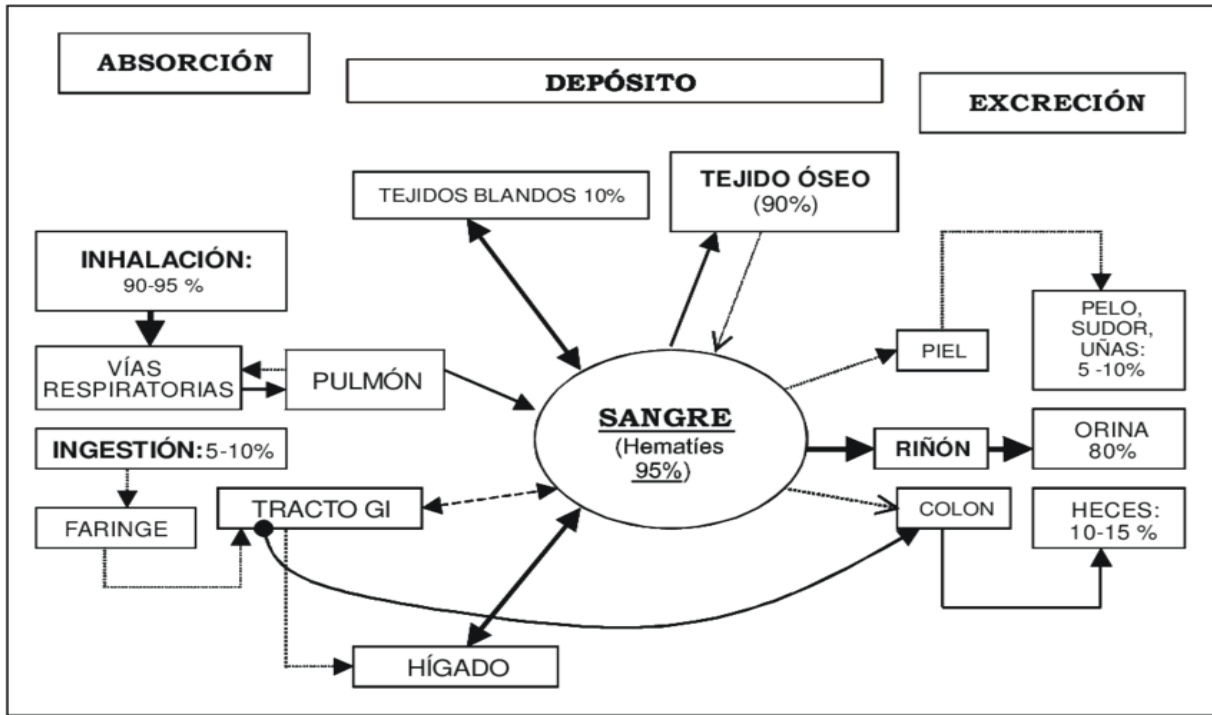 ABSORCIÓN
DEPÓSITO
EXCRECIÓN
TEJIDOS BLANDOS 10%
TEJIDO ÓSEO
(90%)
INHALACIÓN:
90-95 %
VÍAS
RESPIRATORIAS
PULMÓN
INGESTIÓN: 5-10%
FARINGE
TRACTO GI
HÍGADO
SANGRE
(Hematíes
95%)
PIEL
PELO,
SUDOR,
UÑAS:
5 -10%
RIÑÓN
ORINA
80%
COLON
HECES:
10-15 %